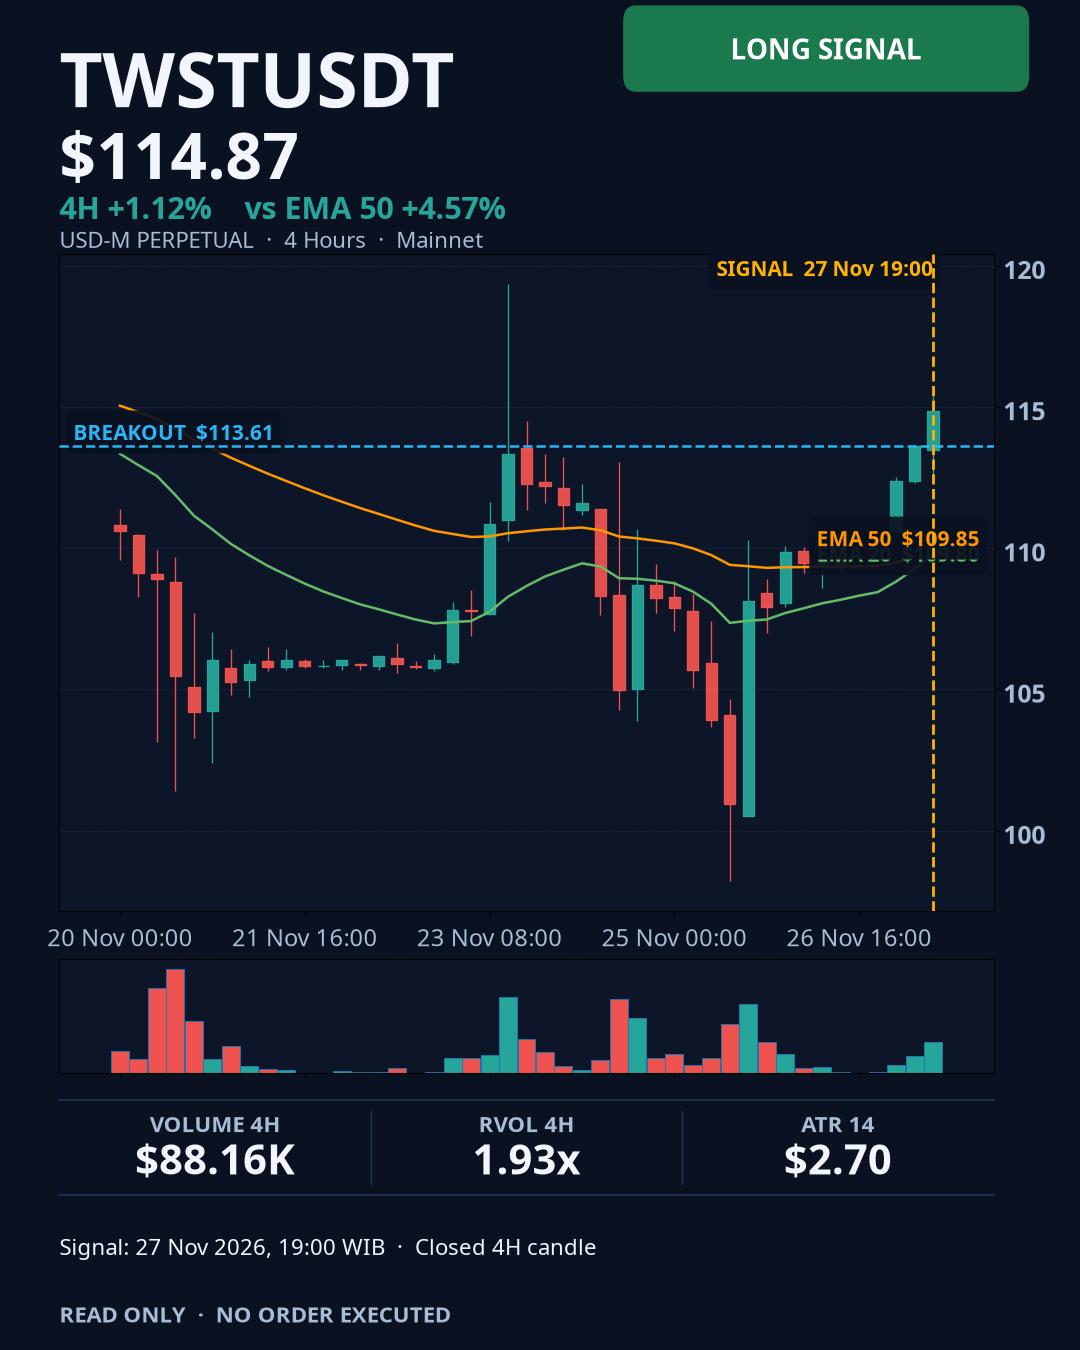 LONG SIGNAL
TWSTUSDT
$114.87
4H +1.12% vs EMA 50 +4.57%
USD-M PERPETUAL · 4 Hours · Mainnet
SIGNAL 27 Nov 19:00
120
115
BREAKOUT $113.61
EMA 50 $109.85
110
105
100
20 Nov 00:00 21 Nov 16:00 23 Nov 08:00 25 Nov 00:00 26 Nov 16:00
VOLUME 4H RVOL 4H ATR 14
$88.16K 1.93x $2.70
Signal: 27 Nov 2026, 19:00 WIB · Closed 4H candle
READ ONLY · NO ORDER EXECUTED